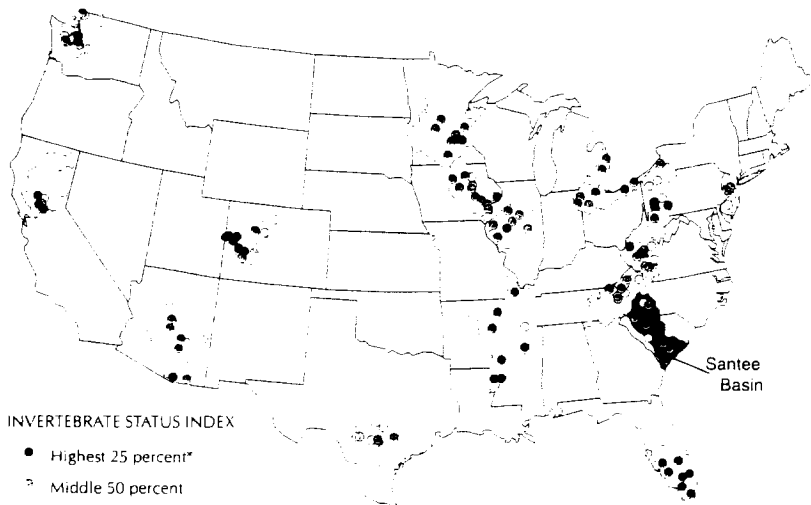 Santee
Basin
INVERTEBRATE STATUS INDEX
Highest 25 percent*
Middle 50 percent